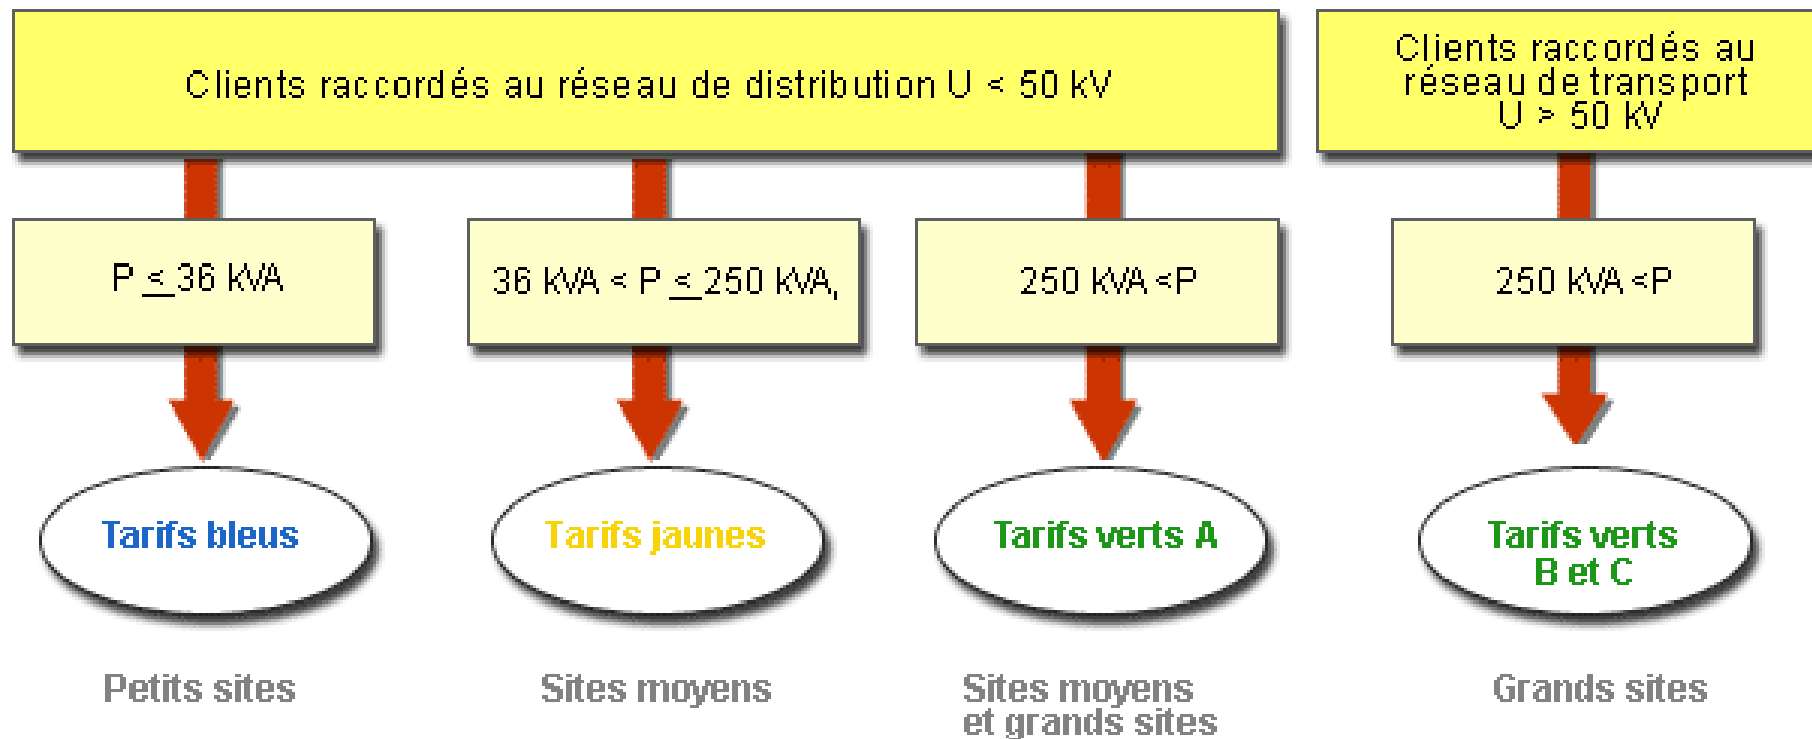 Clients raccordés au réseau de distribution U < 50 kV
Clients raccordés au
réseau de transport
U > 50 kV
P ≤ 36 kVA
36 kVA < P ≤ 250 kVA,
250 kVA <P
250 kVA <P
Tarifs bleus
Tarifs jaunes
Tarifs verts A
Tarifs verts
B et C
Petits sites
Sites moyens
Sites moyens
et grands sites
Grands sites